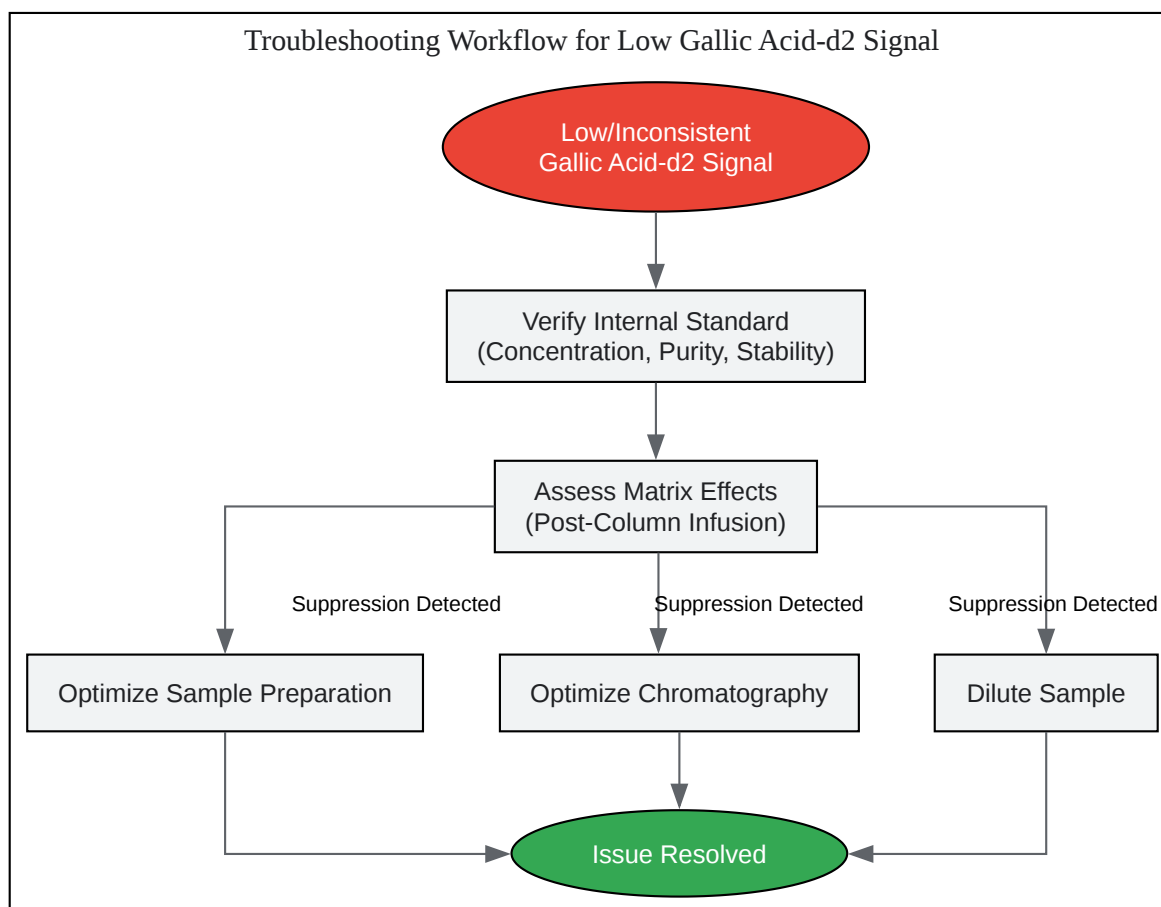 Troubleshooting Workflow for Low Gallic Acid-d2 Signal
Low/Inconsistent
Gallic Acid-d2 Signal
Verify Internal Standard
(Concentration, Purity, Stability)
Assess Matrix Effects
(Post-Column Infusion)
Suppression Detected
Suppression Detected
Suppression Detected
Optimize Sample Preparation
Optimize Chromatography
Dilute Sample
Issue Resolved